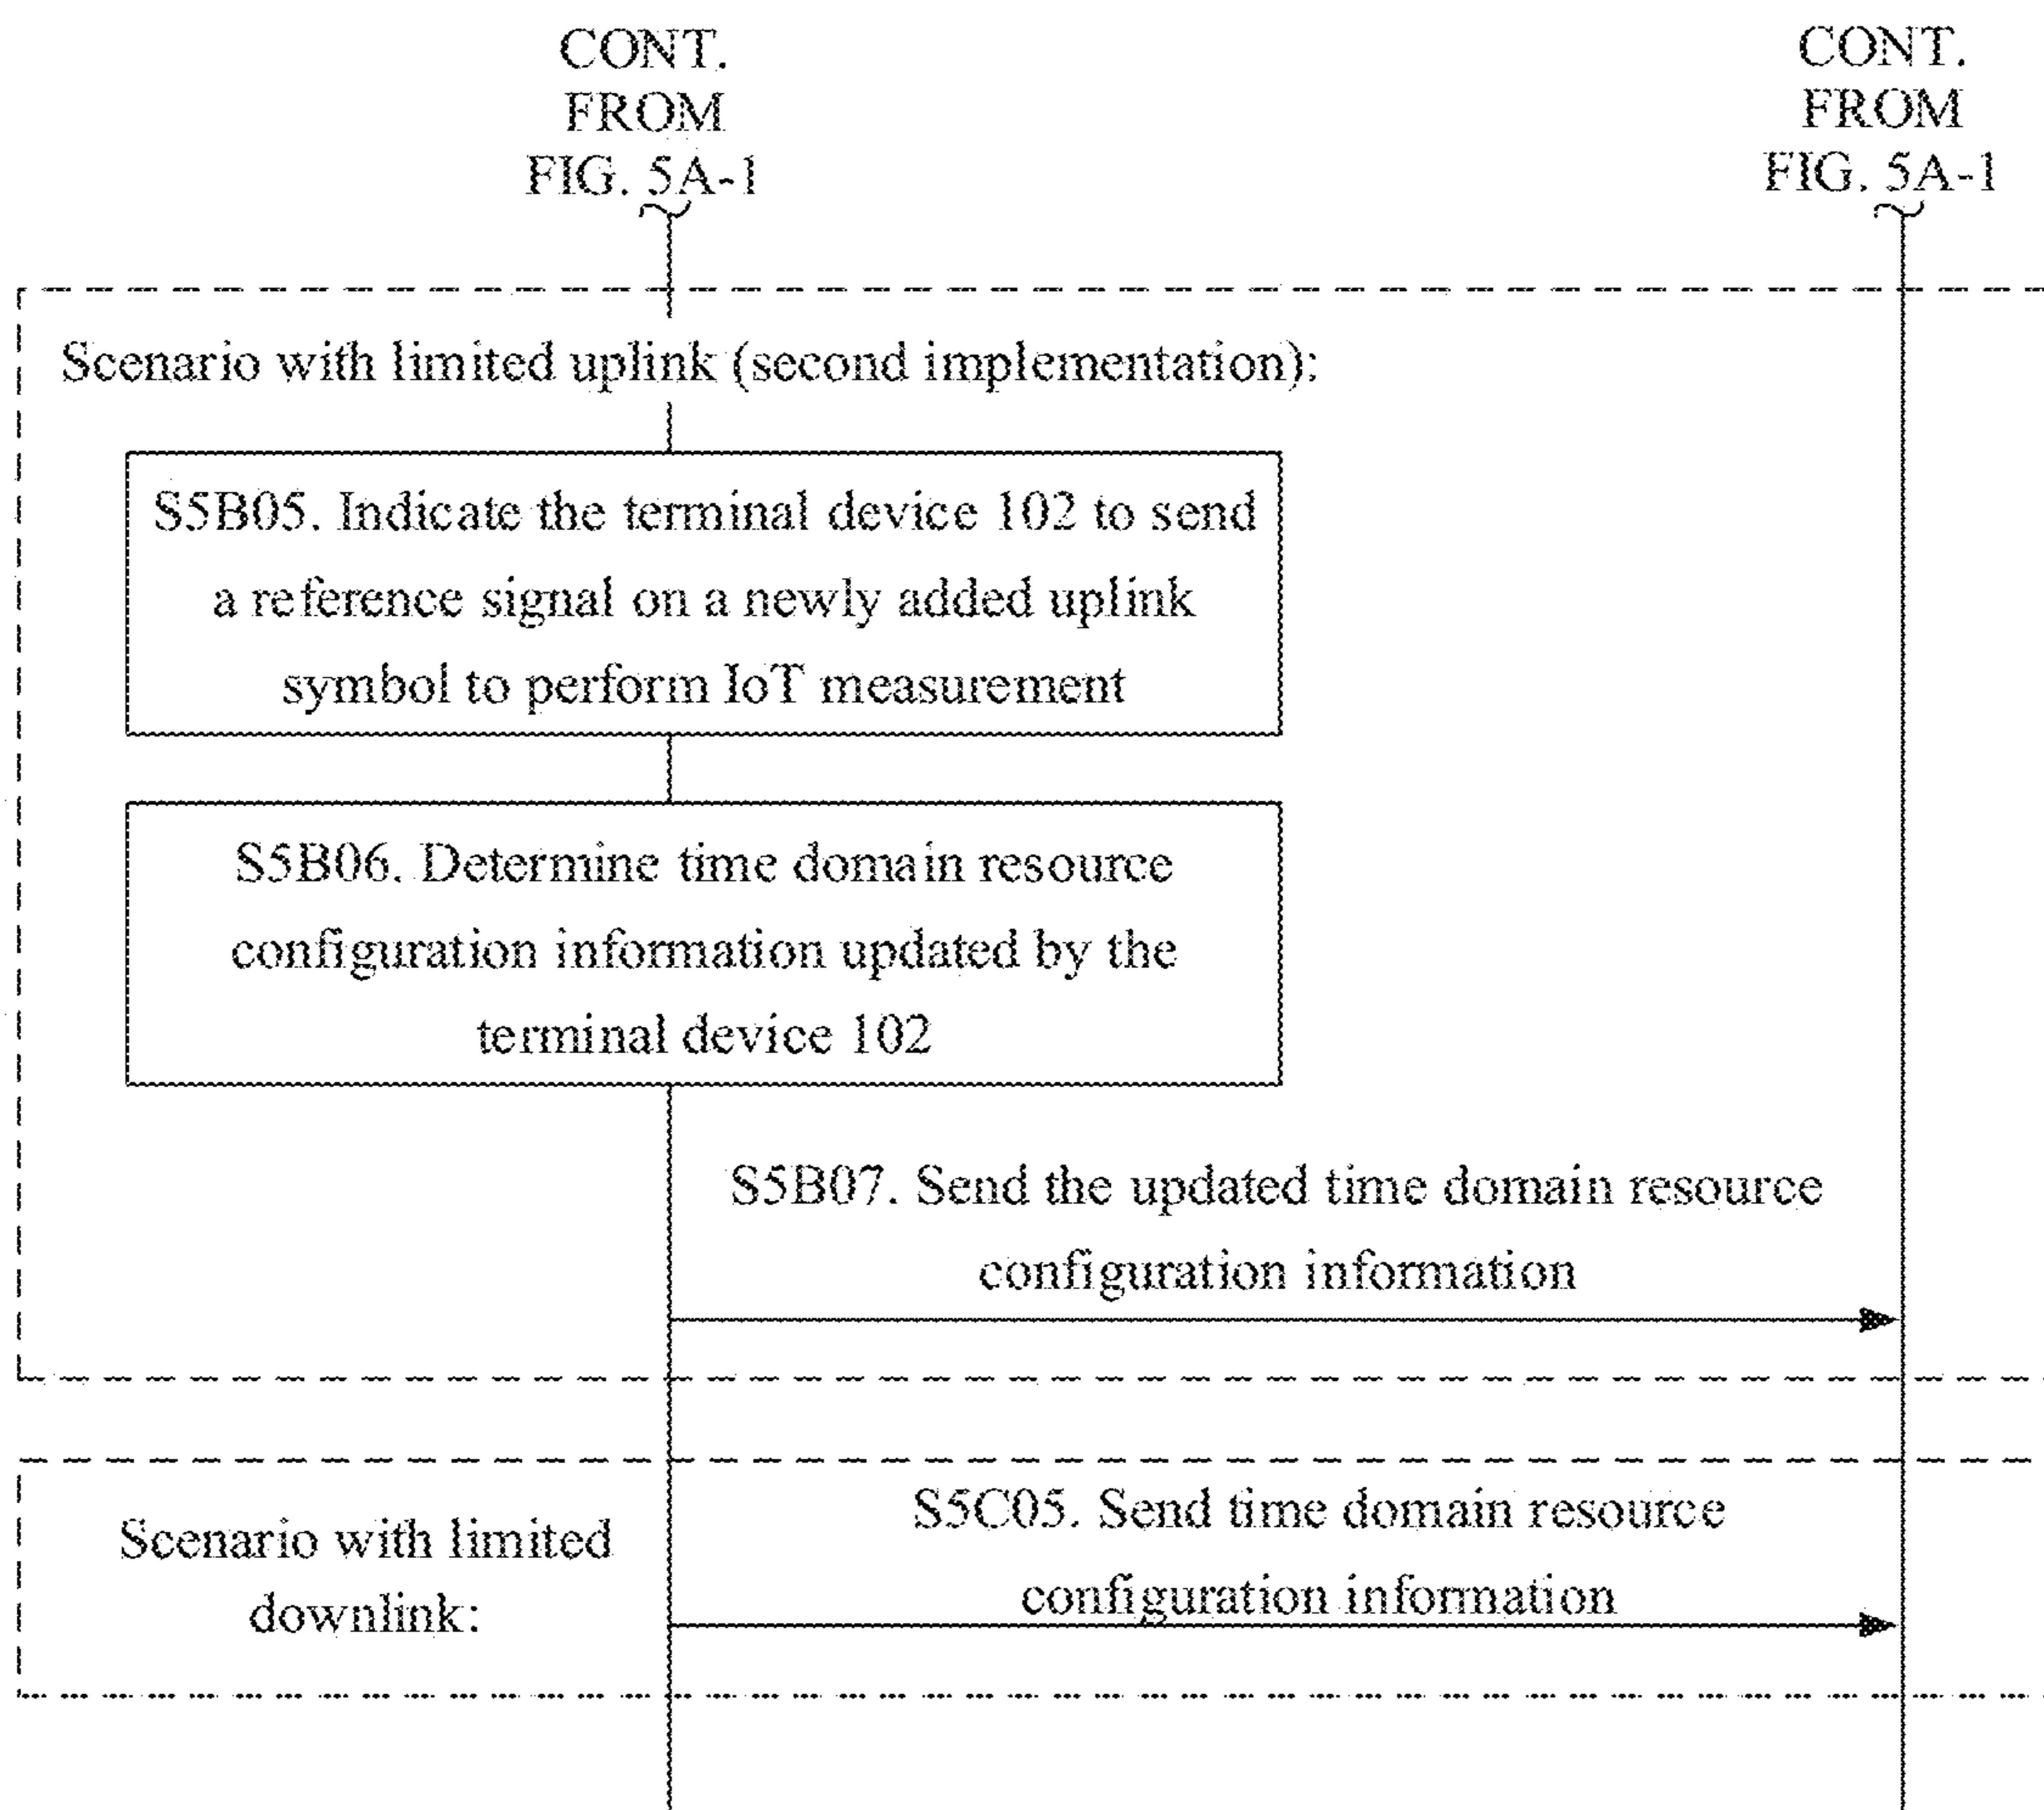 CONT.
FROM
FIG. 5A-1
CONT.
FROM
FIG. 5A-1
Scenario with limited uplink (second implementation):
S5B05. Indicate the terminal device 102 to send
a reference signal on a newly added uplink
symbol to perform IoT measurement
S5B06. Determine time domain resource
configuration information updated by the
terminal device 102
S5B07. Send the updated time domain resource
configuration information
Scenario with limited
downlink:
S5C05. Send time domain resource
configuration information